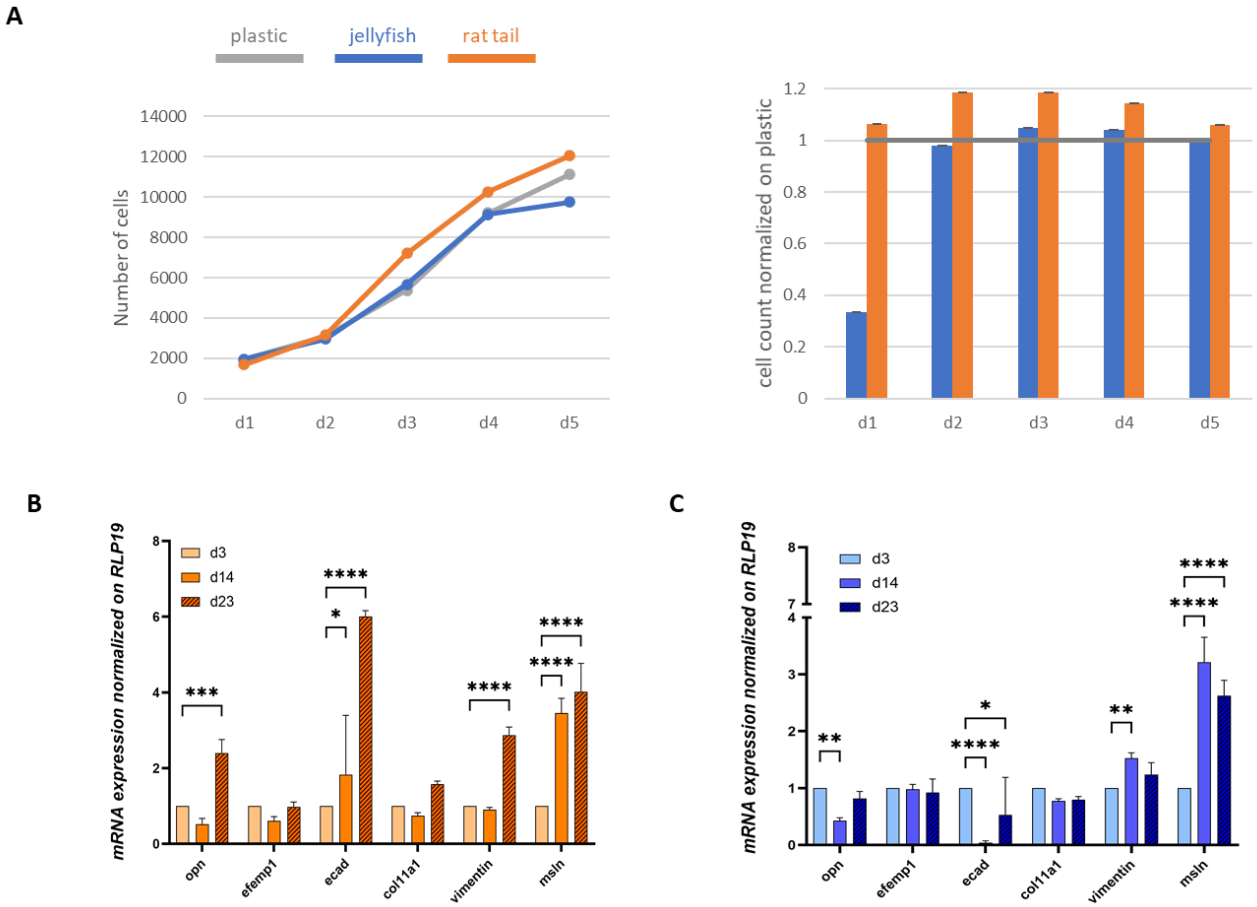 A
plastic jellyfish rat tail
Number of cells
14000
12000
10000
8000
6000
4000
2000
0
d1 d2 d3 d4 d5
cell count normalized on plastic
1.2
1
0.8
0.6
0.4
0.2
0
d1 d2 d3 d4 d5
B
mRNA expression normalized on RLP19
8
6
4
2
0
d3
d14
d23
***
****
*
****
****
****
opn efemp1 ecad col11a1 vimentin msln
C
mRNA expression normalized on RLP19
8
7
4
3
2
1
0
d3
d14
d23
**
*
****
**
****
****
opn efemp1 ecad col11a1 vimentin msln